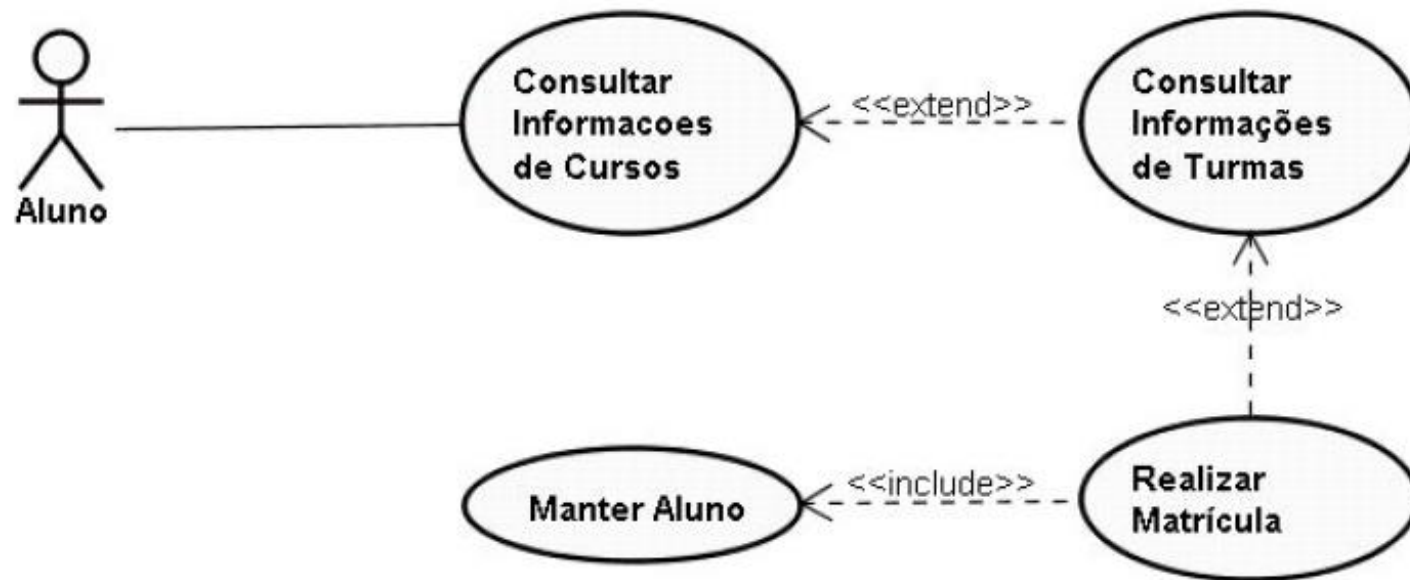 Aluno
Consultar
Informacoes
de Cursos
<<extend>>
Consultar
Informações
de Turmas
<<extend>>
Manter Aluno
<<include>>
Realizar
Matrícula